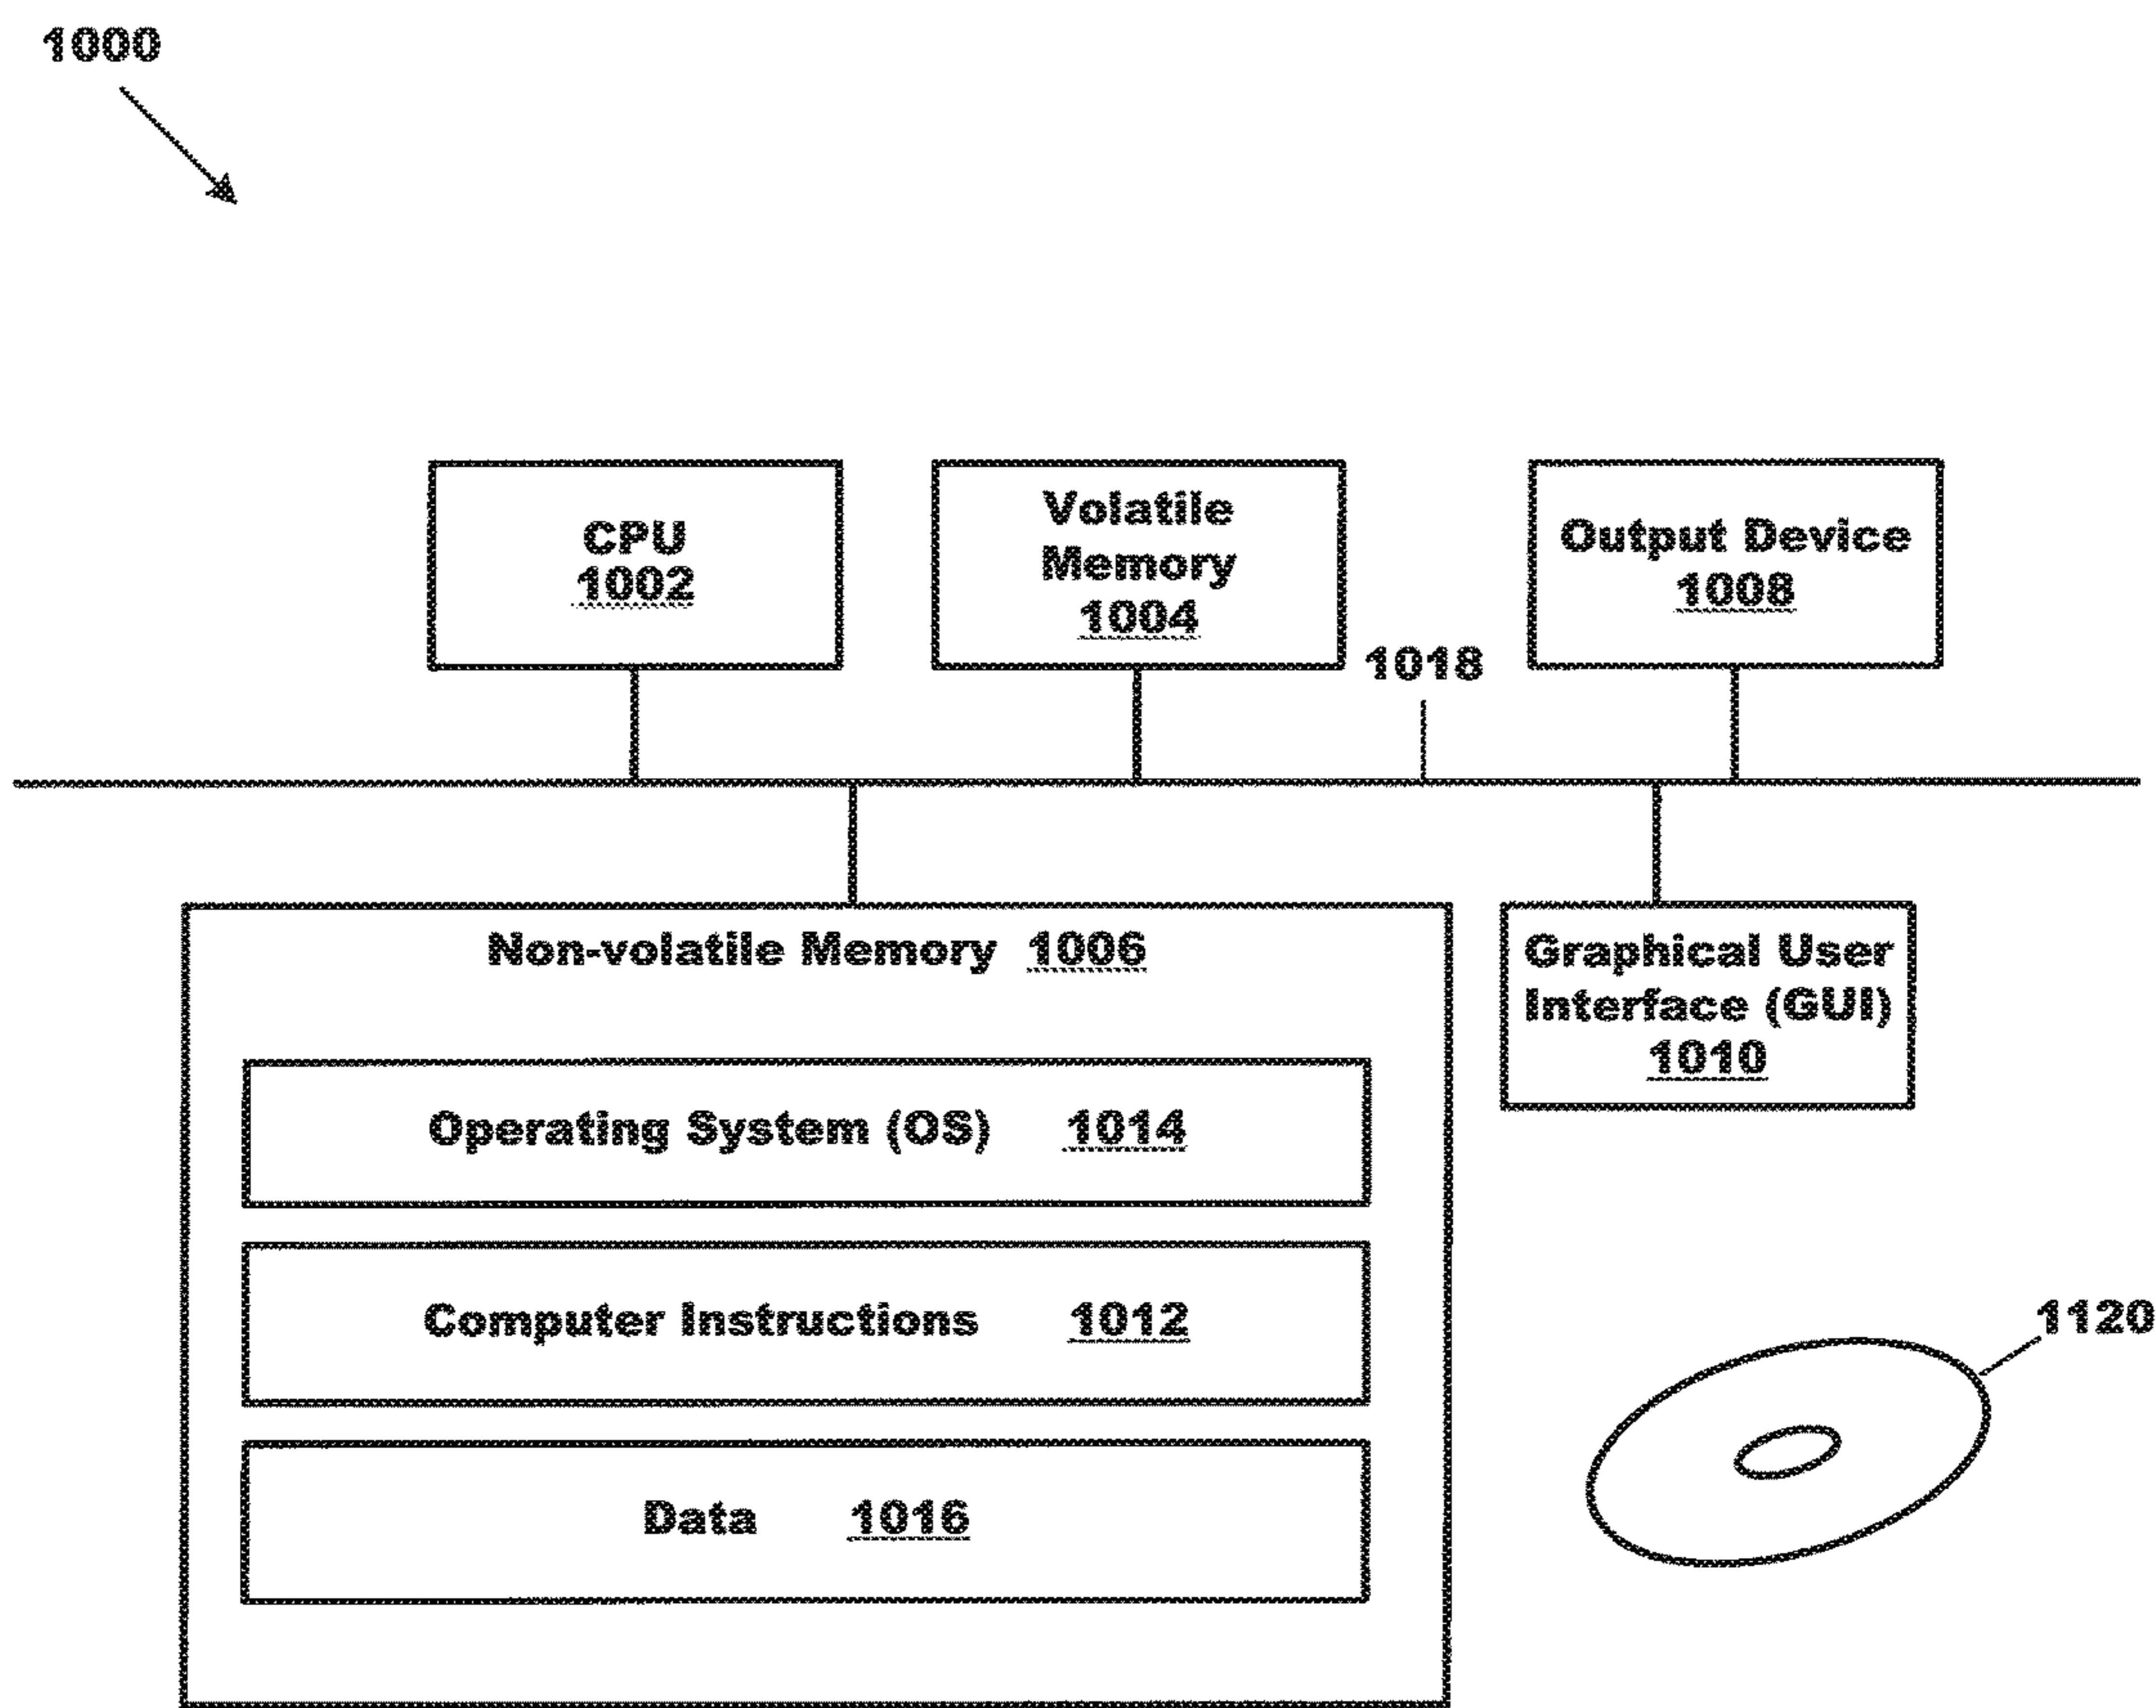 1000
CPU
1002
Volatile
Memory
1004
Output Device
1008
1018
Non-volatile Memory 1006
Operating System (OS) 1014
Computer Instructions 1012
Data 1016
Graphical User
Interface (GUI)
1010
1120